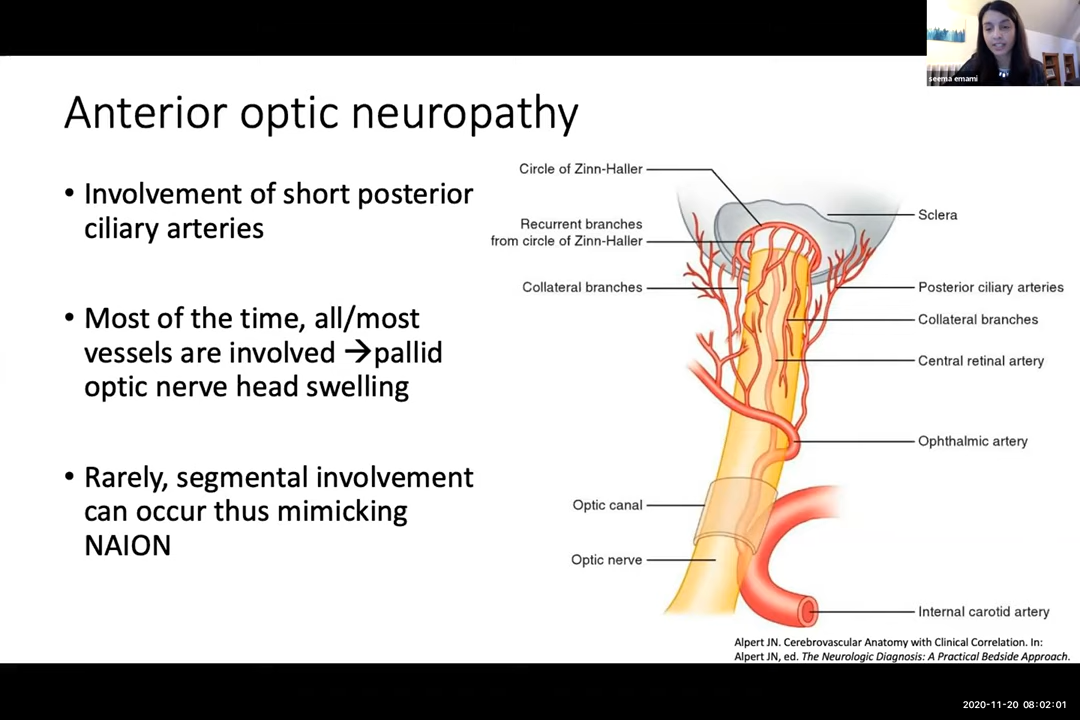 seema emami
Anterior optic neuropathy
• Involvement of short posterior
ciliary arteries
• Most of the time, all/most
vessels are involved →pallid
optic nerve head swelling
• Rarely, segmental involvement
can occur thus mimicking
NAION
Circle of Zinn-Haller
Recurrent branches
from circle of Zinn-Haller
Collateral branches
Optic canal
Optic nerve
Sclera
Posterior ciliary arteries
Collateral branches
Central retinal artery
Ophthalmic artery
Internal carotid artery
Alpert JN. Cerebrovascular Anatomy with Clinical Correlation. In:
Alpert JN, ed. The Neurologic Diagnosis: A Practical Bedside Approach.
2020-11-20 08:02:01